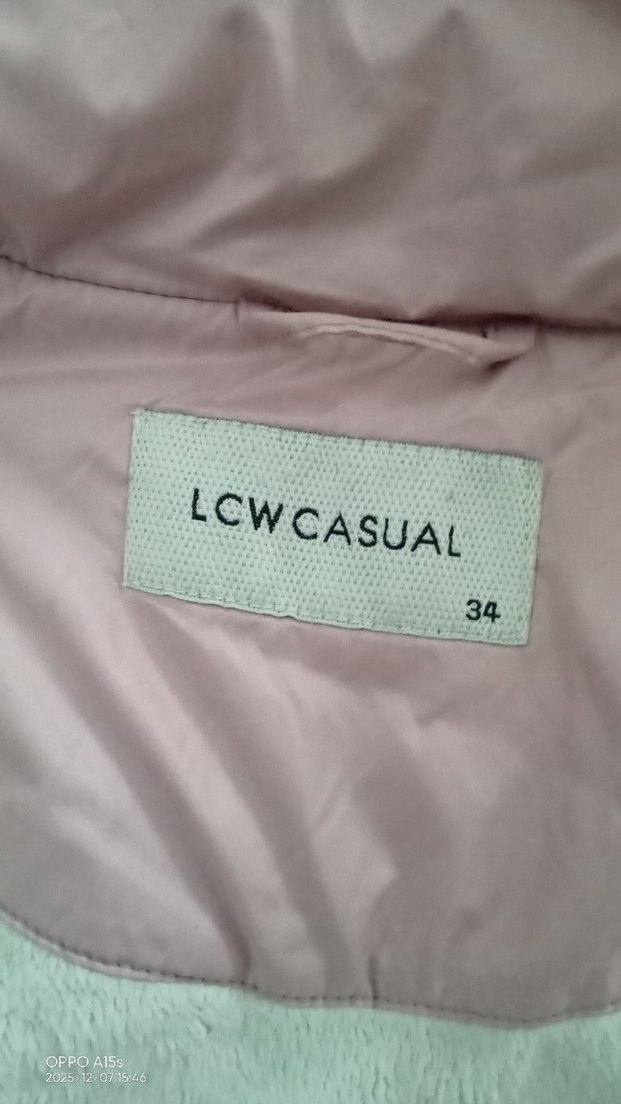 LCW CASUAL
34
OPPO A15s
2025/12/07 15:46